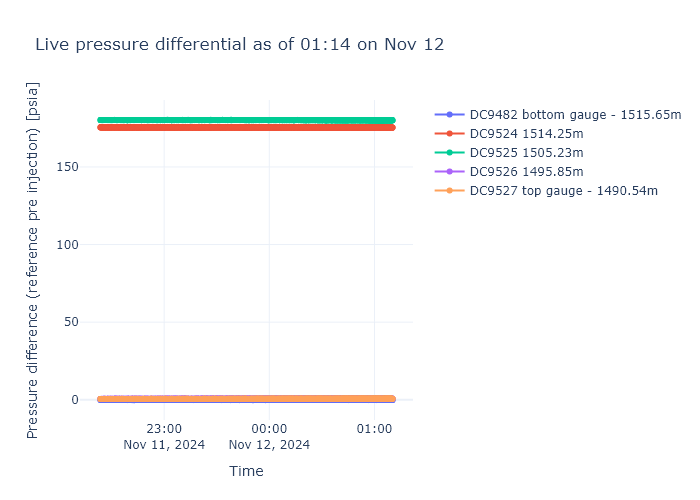 Live pressure differential as of 01:14 on Nov 12
Pressure difference (reference pre injection) [psia]
150
100
50
0
23:00
Nov 11, 2024
00:00
Nov 12, 2024
01:00
Time
DC9482 bottom gauge - 1515.65m
DC9524 1514.25m
DC9525 1505.23m
DC9526 1495.85m
DC9527 top gauge - 1490.54m